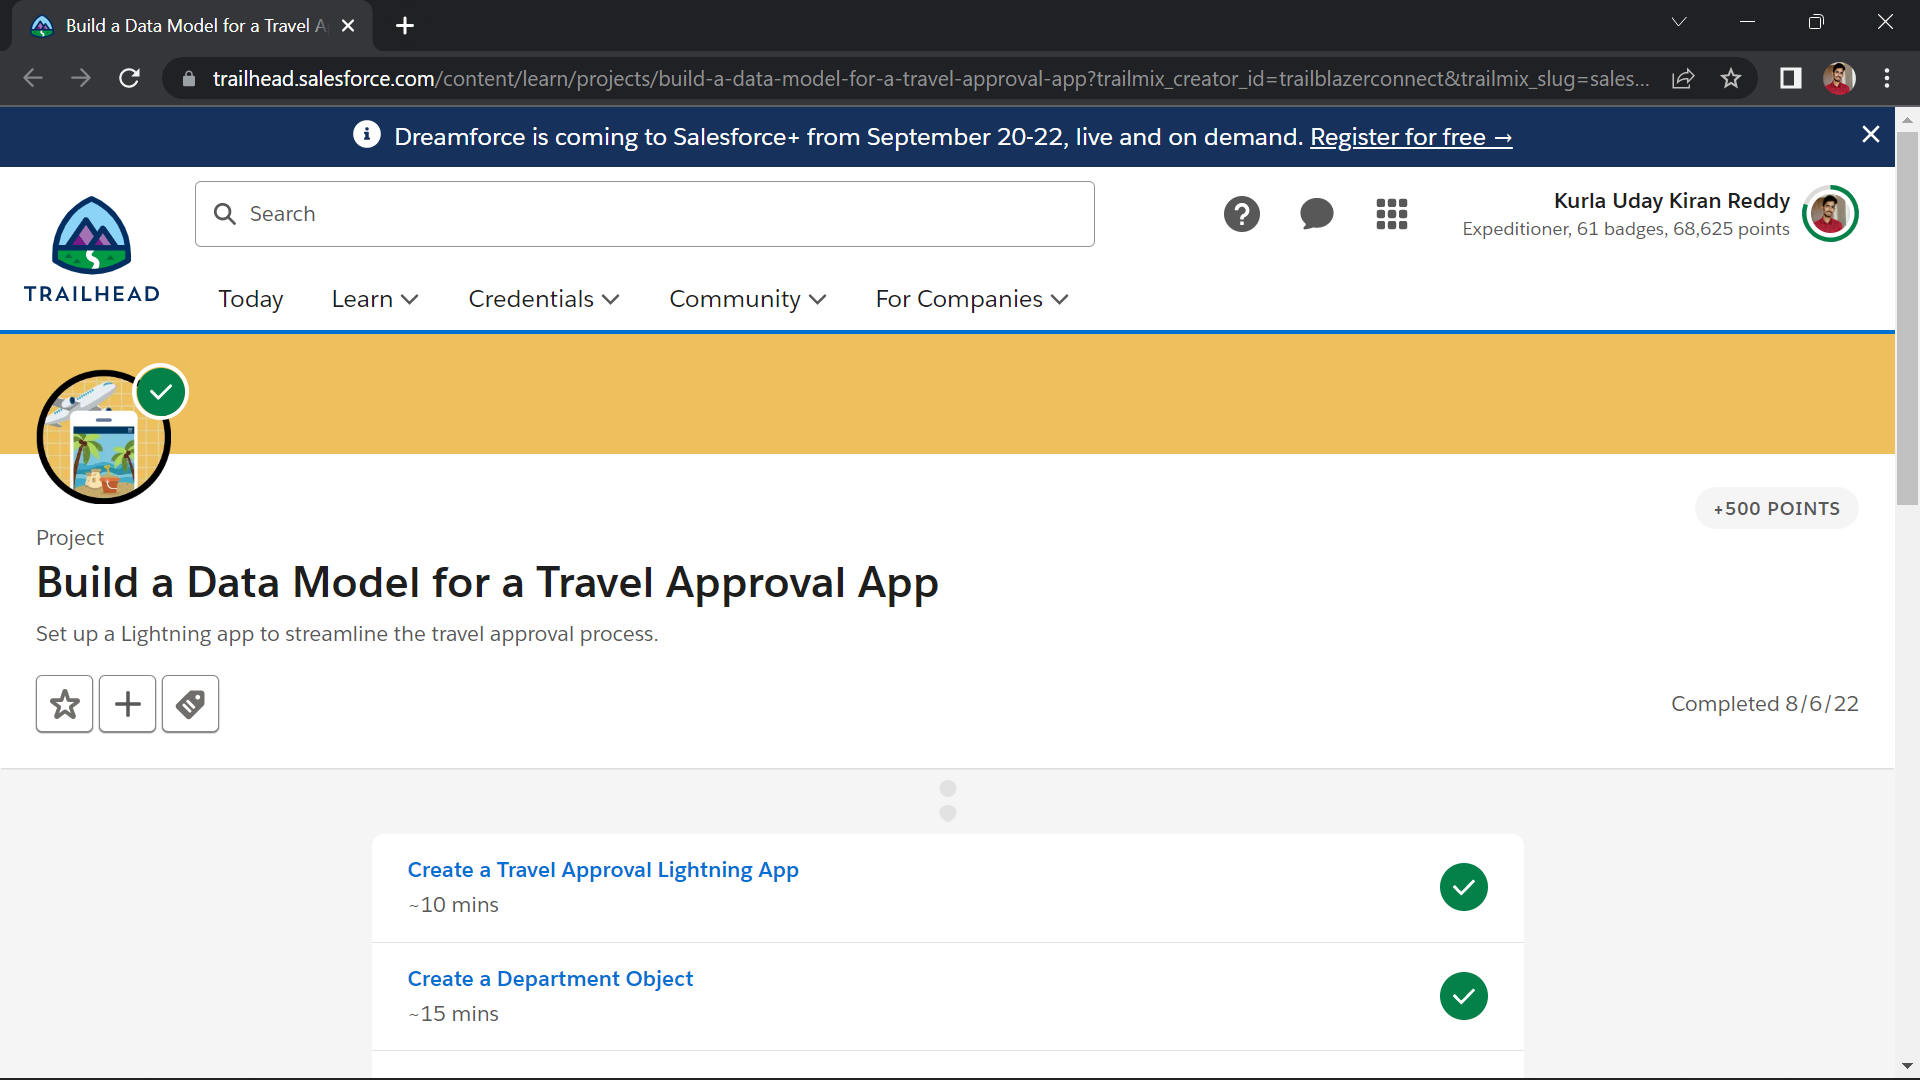 Build a Data Model for a Travel A
trailhead.salesforce.com/content/learn/projects/build-a-data-model-for-a-travel-approval-app?trailmix_creator_id=trailblazerconnect&trailmix_slug=sales...
Dreamforce is coming to Salesforce+ from September 20-22, live and on demand. Register for free →
Search
Kurla Uday Kiran Reddy
Expeditioner, 61 badges, 68,625 points
TRAILHEAD
Today Learn Credentials Community For Companies
+500 POINTS
Project
Build a Data Model for a Travel Approval App
Set up a Lightning app to streamline the travel approval process.
Completed 8/6/22
Create a Travel Approval Lightning App
~10 mins
Create a Department Object
~15 mins